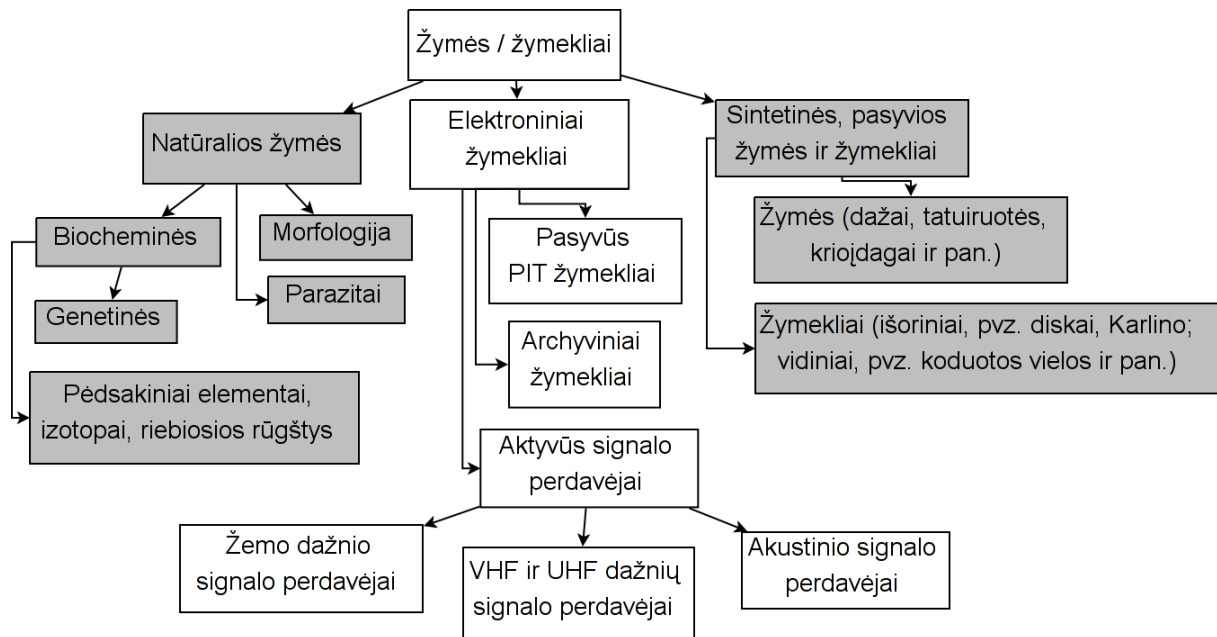 Žymės / žymekliai
Natūralios žymės
Elektroniniai
žymekliai
Sintetinės, pasyvios
žymės ir žymekliai
Biocheminės
Morfologija
Genetinės
Parazitai
Pėdsakiniai elementai,
izotopai, riebiosios rūgštys
Pasyvūs
PIT žymekliai
Archyviniai
žymekliai
Aktyvūs signalo
perdavėjai
Žemo dažnio
signalo perdavėjai
VHF ir UHF dažnių
signalo perdavėjai
Akustinio signalo
perdavėjai
Žymės (dažai, tatuiruotės,
krioįdagai ir pan.)
Žymekliai (išoriniai, pvz. diskai, Karlino;
vidiniai, pvz. koduotos vielos ir pan.)